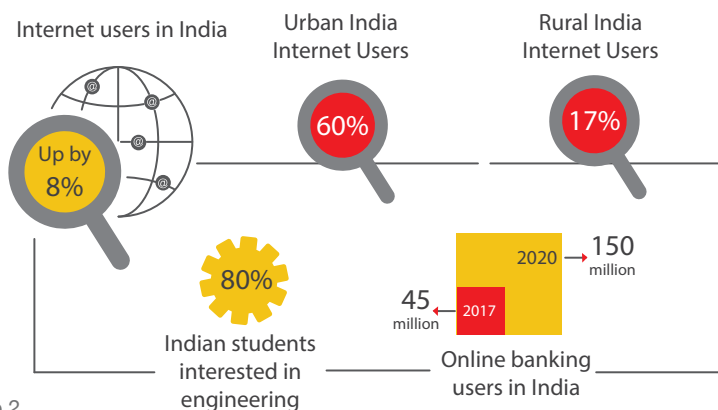 Internet users in India
Urban India
Internet Users
Rural India
Internet Users
@
@
@
@
Up by
8%
60%
17%
80%
Indian students
interested in
engineering
2020
150
million
45
million
2017
Online banking
users in India
2